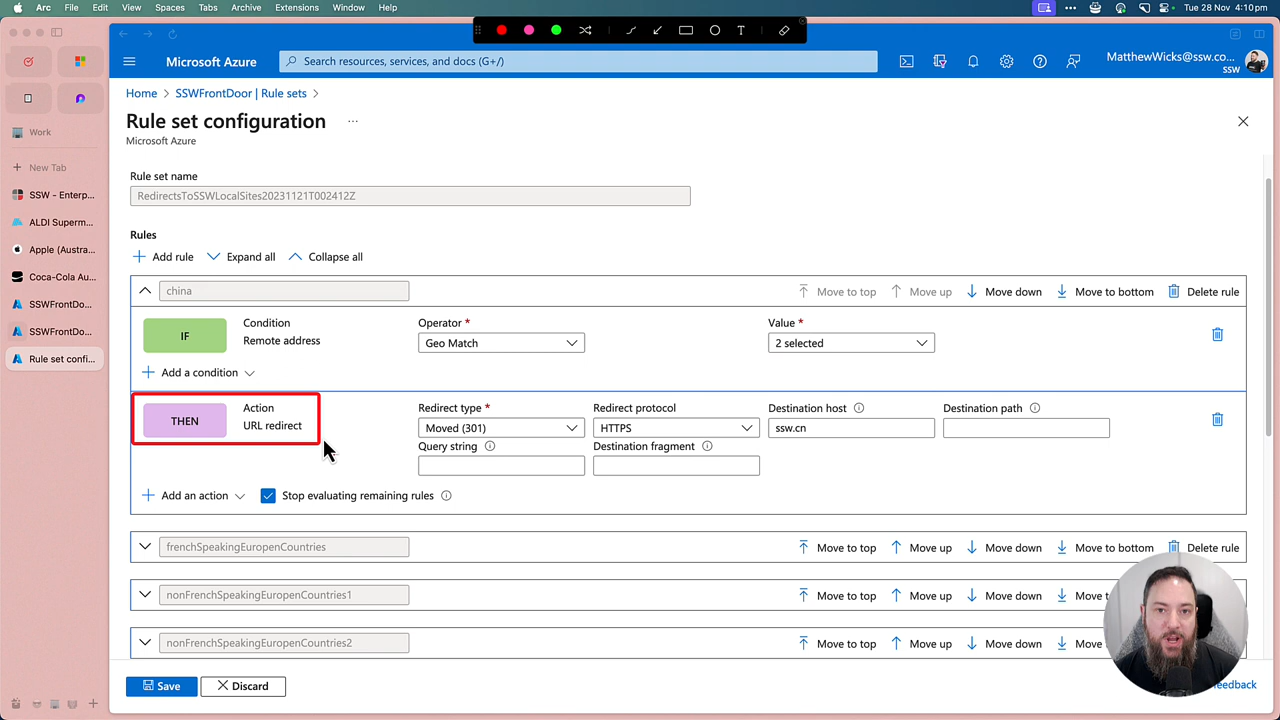 Arc File Edit View Spaces Tabs Archive Extensions Window Help
Tue 28 Nov 4:10 pm
T
Microsoft Azure
Search resources, services, and docs (G+/)
MatthewWicks@ssw.co...
SSW
Home > SSWFrontDoor | Rule sets >
Rule set configuration ...
Microsoft Azure
Work
New Tab
SSW - Enterp...
ALDI Superm...
Apple (Austra...
Coca-Cola Au...
SSWFrontDo...
SSWFrontDo...
Rule set confi...
Rule set name
RedirectsToSSWLocalSites20231121T002412Z
Rules
Add rule Expand all Collapse all
china Move to top Move up Move down Move to bottom Delete rule
IF
Condition
Remote address
Operator *
Geo Match
Value *
2 selected
Add a condition
THEN
Action
URL redirect
Redirect type *
Moved (301)
Redirect protocol
HTTPS
Destination host
ssw.cn
Destination path
Query string
Destination fragment
Add an action Stop evaluating remaining rules
frenchSpeakingEuropenCountries Move to top Move up Move down Move to bottom Delete rule
nonFrenchSpeakingEuropenCountries1 Move to top Move up Move down Move to
nonFrenchSpeakingEuropenCountries2 Move to top Move up Move down Move to
Save Discard
feedback